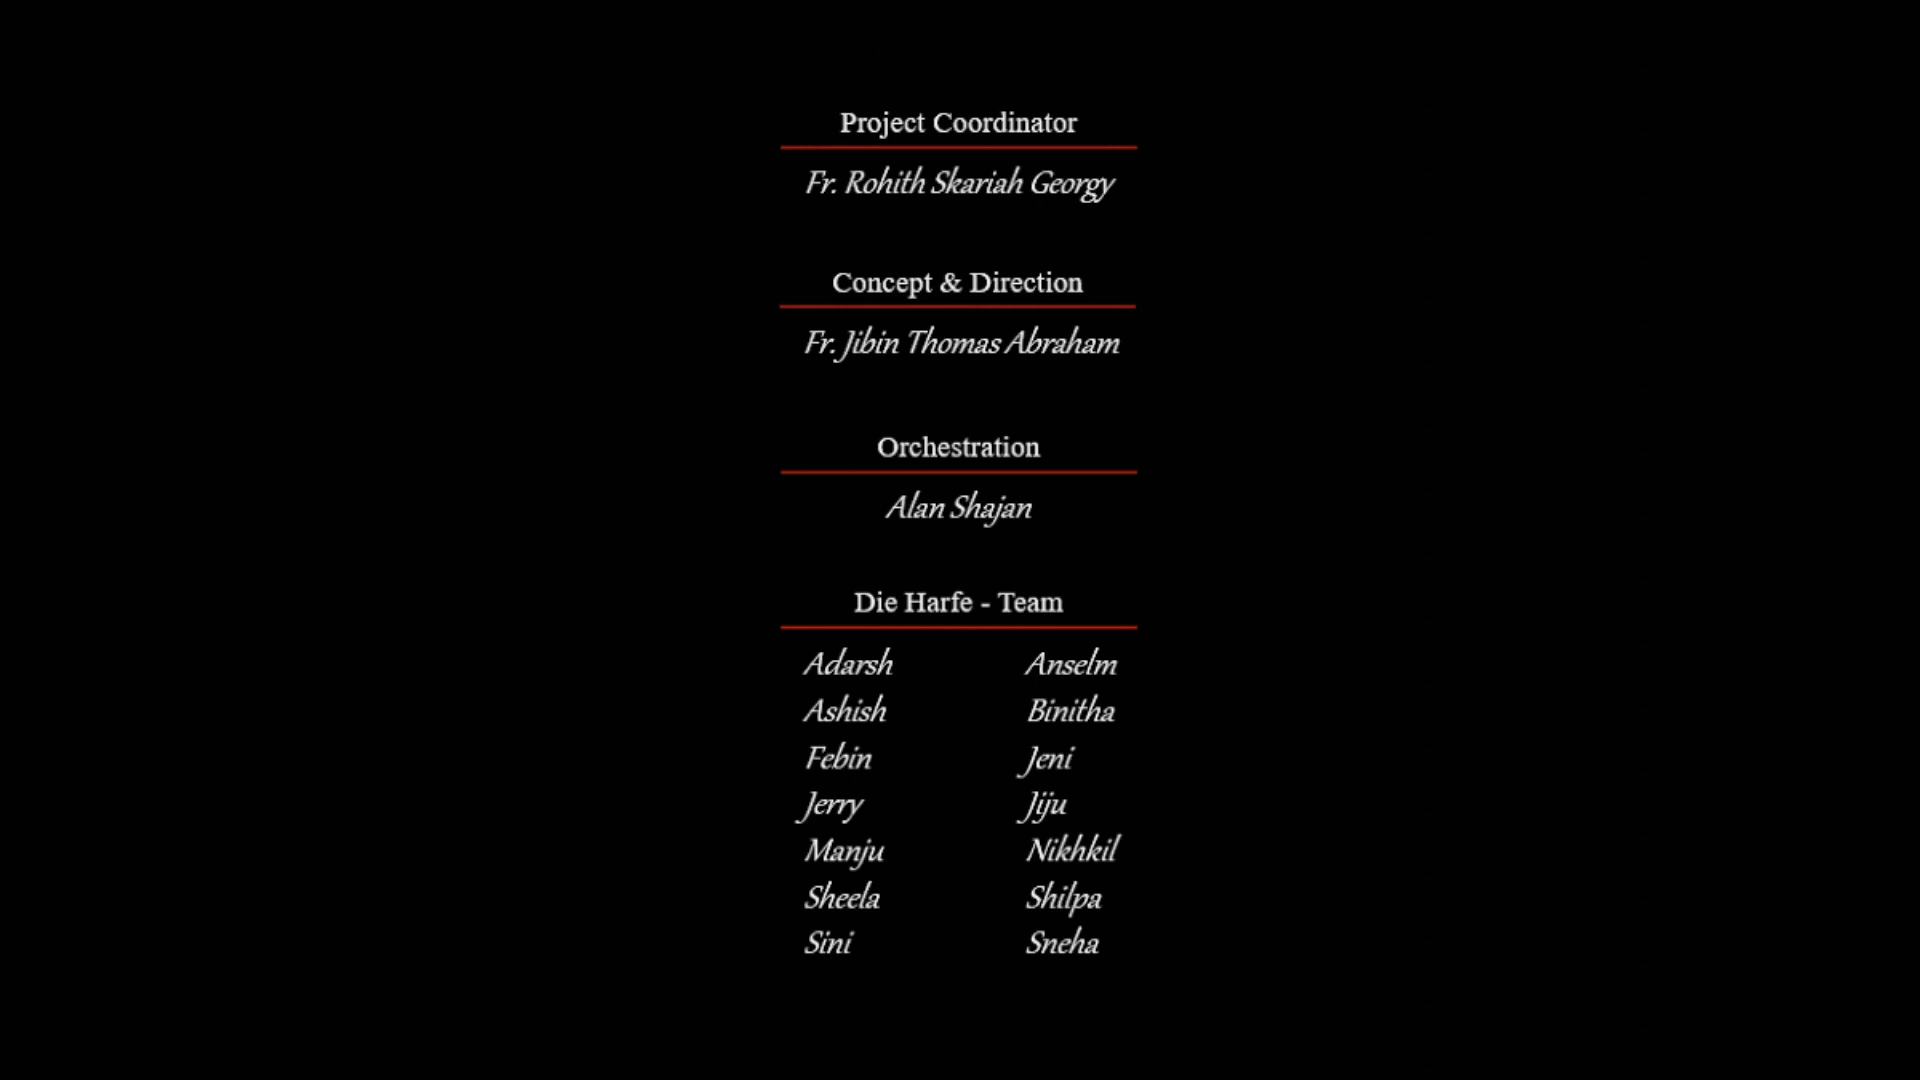 Project Coordinator
Fr. Rohith Skariah Georgy
Concept & Direction
Fr. Jibin Thomas Abraham
Orchestration
Alan Shajan
Die Harfe - Team
Adarsh Anselm
Ashish Binitha
Febin Jeni
Jerry Jiju
Manju Nikhkil
Sheela Shilpa
Sini Sneha